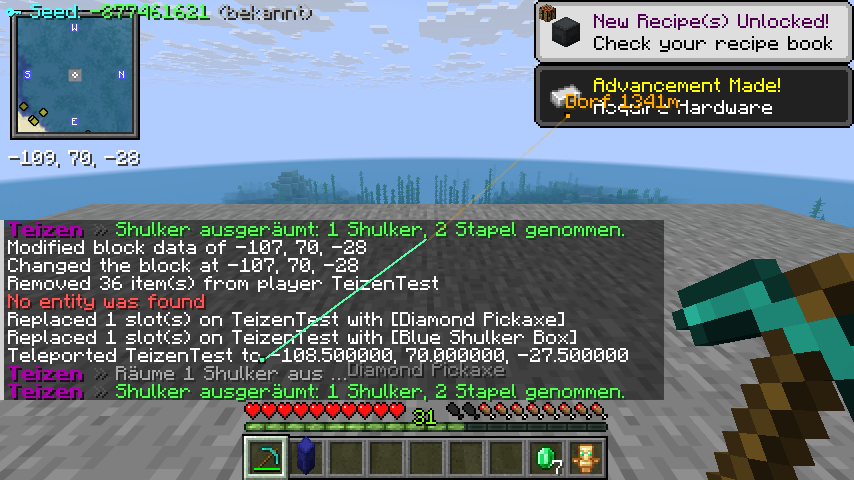 Seed: -877461621 (bekannt)
W
S
N
E
-109, 70, -28
New Recipe(s) Unlocked!
Check your recipe book
Advancement Made!
Dorf 1341m
Acquire Hardware
Teizen » Shulker ausgeräumt: 1 Shulker, 2 Stapel genommen.
Modified block data of -107, 70, -28
Changed the block at -107, 70, -28
Removed 36 item(s) from player TeizenTest
No entity was found
Replaced 1 slot(s) on TeizenTest with [Diamond Pickaxe]
Replaced 1 slot(s) on TeizenTest with [Blue Shulker Box]
Teleported TeizenTest to -108.500000, 70.000000, -27.500000
Teizen » Räume 1 Shulker aus ...
Diamond Pickaxe
Teizen » Shulker ausgeräumt: 1 Shulker, 2 Stapel genommen.
31
7